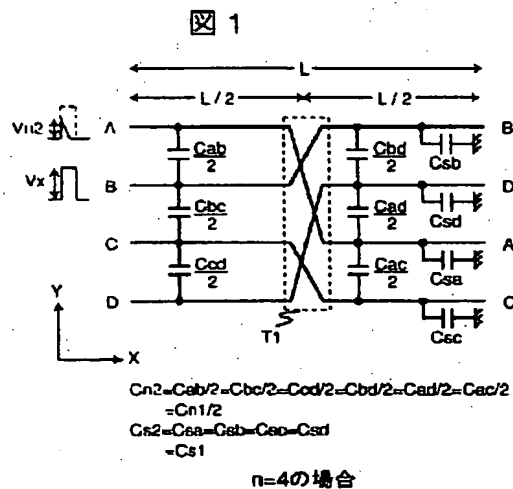 図 1
L
L/2 L/2
Vn2 A
Cab/2 Cbd/2 Csb B
Vx B
Cbc/2 Cad/2 Csd D
C
Ccd/2 Cac/2 Csa A
D
Csc C
Y
X
T1
Cn2=Cab/2=Cbc/2=Ccd/2=Cbd/2=Cad/2=Cac/2
=Cn1/2
Cs2=Csa=Csb=Csc=Csd
=Cs1
n=4の場合